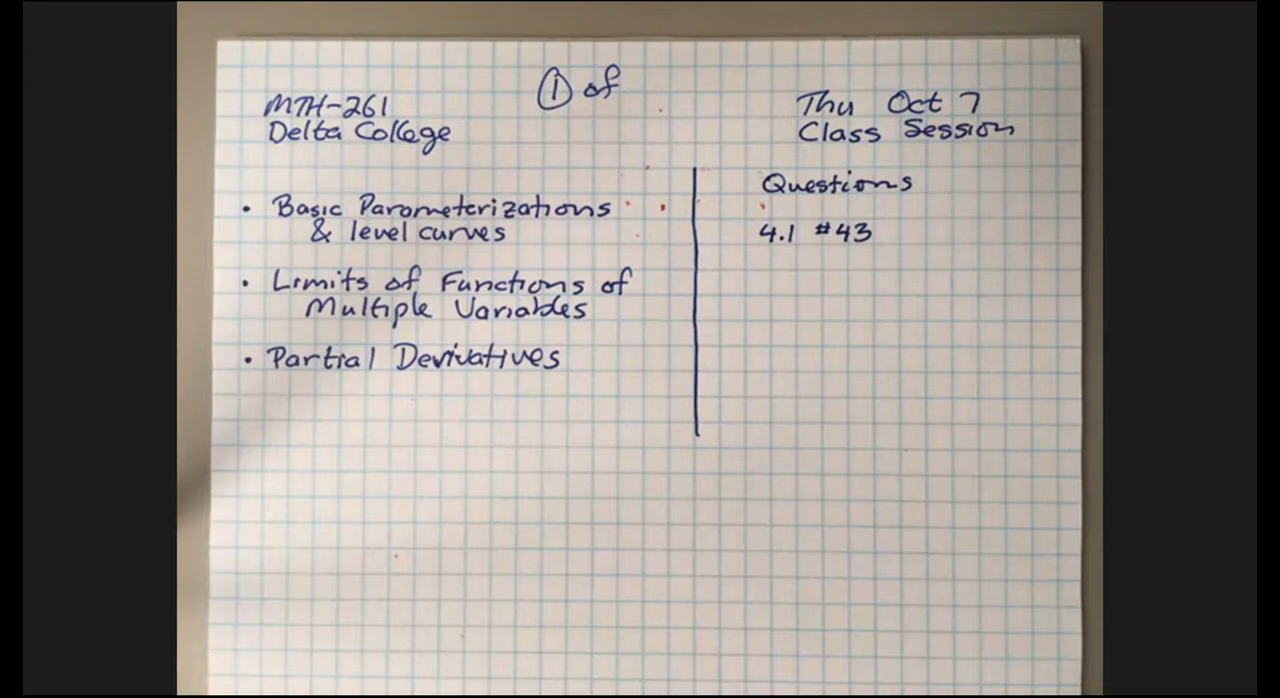 ① of
MTH-261
Delta College
Thu Oct 7
Class Session
• Basic Parameterizations
& level curves
• Limits of Functions of
Multiple Variables
• Partial Derivatives
Questions
4.1 #43